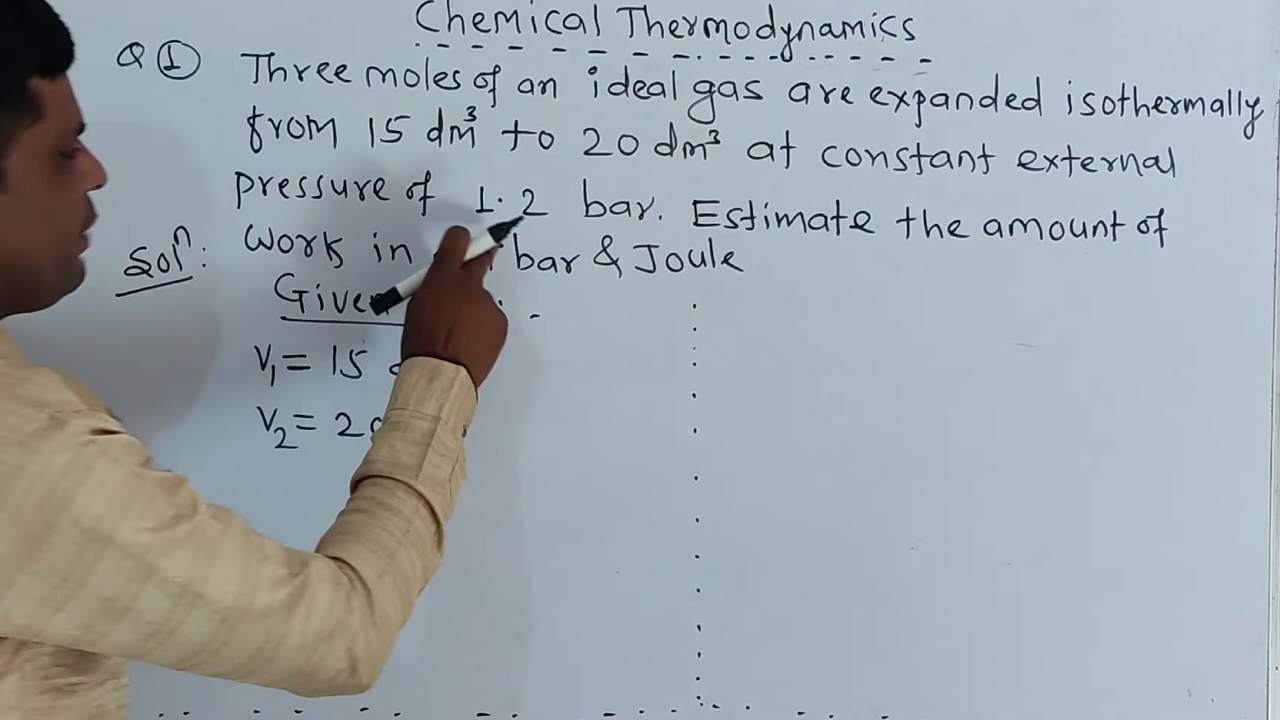 Chemical Thermodynamics
Q ① Three moles of an ideal gas are expanded isothermally
from 15 dm³ to 20 dm³ at constant external
pressure of 1.2 bar. Estimate the amount of
Work in bar & Joule
Solⁿ:
Given
V₁ = 15
V₂ = 2